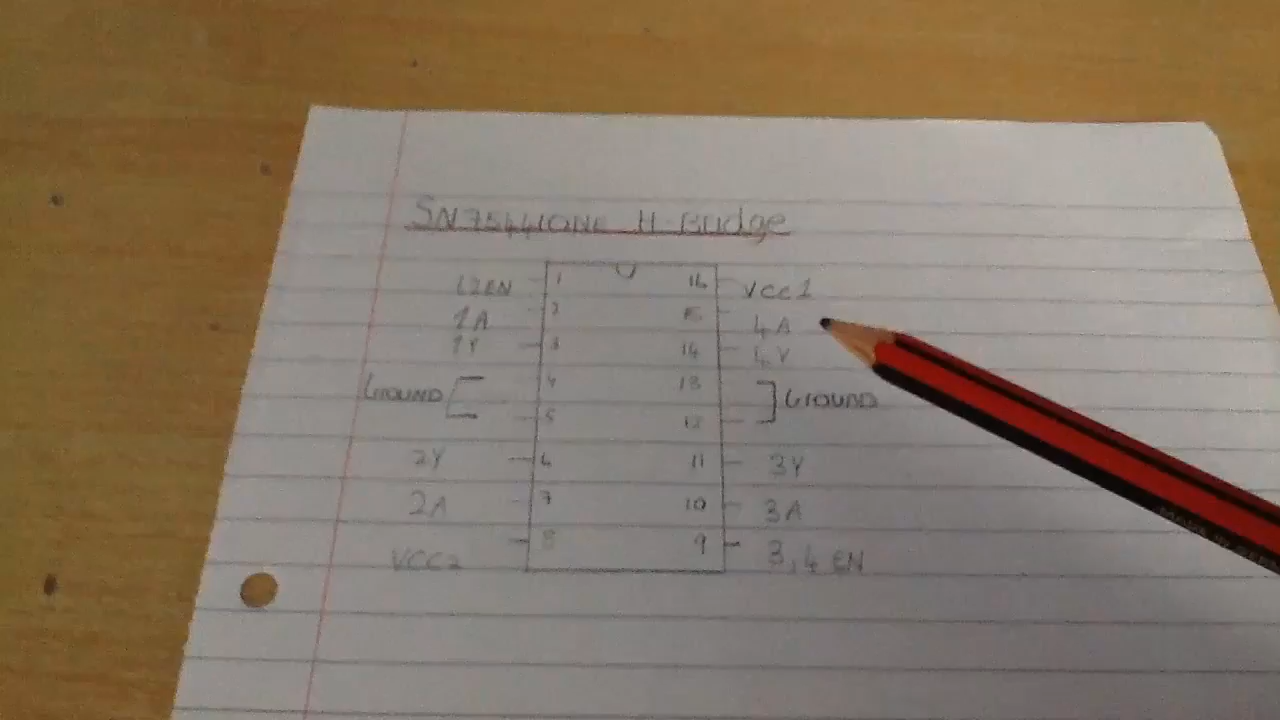 SN754410NE H-Bridge
1,2EN 1 16 VCC1
1A 2 15 4A
1Y 3 14 4Y
GROUND 4 13 GROUND
5 12
2Y 6 11 3Y
2A 7 10 3A
VCC2 8 9 3,4 EN